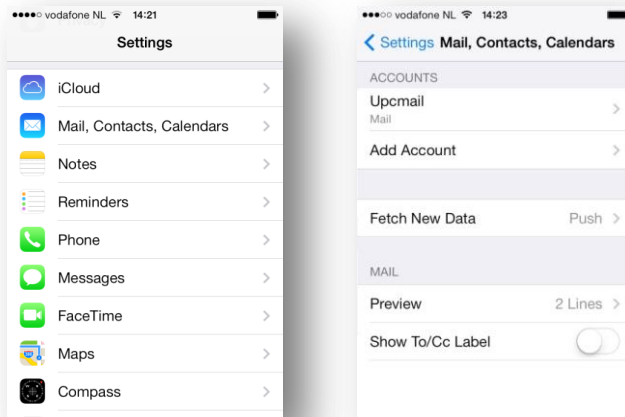 vodafone NL 14:21
Settings
iCloud
Mail, Contacts, Calendars
Notes
Reminders
Phone
Messages
FaceTime
Maps
Compass
vodafone NL 14:23
Settings Mail, Contacts, Calendars
ACCOUNTS
Upcmail
Mail
Add Account
Fetch New Data Push
MAIL
Preview 2 Lines
Show To/Cc Label